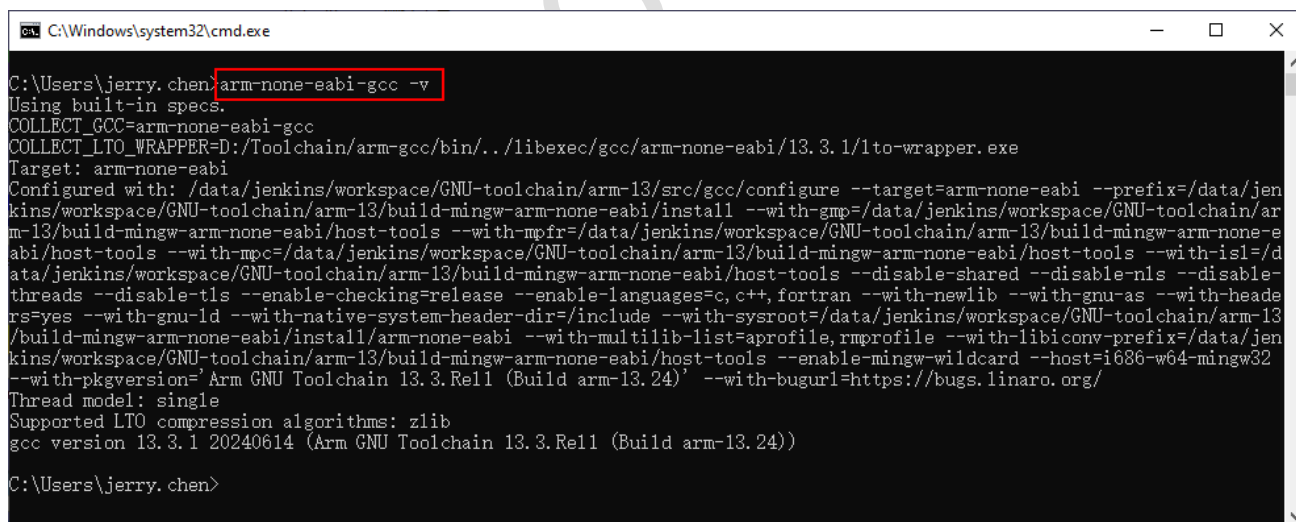 C:\Windows\system32\cmd.exe
C:\Users\jerry.chen>arm-none-eabi-gcc -v
Using built-in specs.
COLLECT_GCC=arm-none-eabi-gcc
COLLECT_LTO_WRAPPER=D:/Toolchain/arm-gcc/bin/../libexec/gcc/arm-none-eabi/13.3.1/lto-wrapper.exe
Target: arm-none-eabi
Configured with: /data/jenkins/workspace/GNU-toolchain/arm-13/src/gcc/configure --target=arm-none-eabi --prefix=/data/jen
kins/workspace/GNU-toolchain/arm-13/build-mingw-arm-none-eabi/install --with-gmp=/data/jenkins/workspace/GNU-toolchain/ar
m-13/build-mingw-arm-none-eabi/host-tools --with-mpfr=/data/jenkins/workspace/GNU-toolchain/arm-13/build-mingw-arm-none-e
abi/host-tools --with-mpc=/data/jenkins/workspace/GNU-toolchain/arm-13/build-mingw-arm-none-eabi/host-tools --with-isl=/d
ata/jenkins/workspace/GNU-toolchain/arm-13/build-mingw-arm-none-eabi/host-tools --disable-shared --disable-nls --disable-
threads --disable-tls --enable-checking=release --enable-languages=c,c++,fortran --with-newlib --with-gnu-as --with-heade
rs=yes --with-gnu-ld --with-native-system-header-dir=/include --with-sysroot=/data/jenkins/workspace/GNU-toolchain/arm-13
/build-mingw-arm-none-eabi/install/arm-none-eabi --with-multilib-list=aprofile,rmprofile --with-libiconv-prefix=/data/jen
kins/workspace/GNU-toolchain/arm-13/build-mingw-arm-none-eabi/host-tools --enable-mingw-wildcard --host=i686-w64-mingw32
--with-pkgversion='Arm GNU Toolchain 13.3.Rel1 (Build arm-13.24)' --with-bugurl=https://bugs.linaro.org/
Thread model: single
Supported LTO compression algorithms: zlib
gcc version 13.3.1 20240614 (Arm GNU Toolchain 13.3.Rel1 (Build arm-13.24))
C:\Users\jerry.chen>